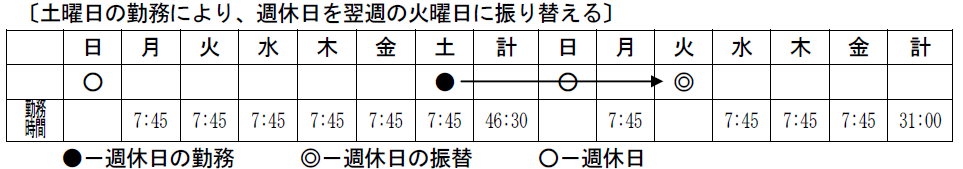 〔土曜日の勤務により、週休日を翌週の火曜日に振り替える〕
日 月 火 水 木 金 土 計 日 月 火 水 木 金 計
○ ● ○ ◎
勤務時間 7:45 7:45 7:45 7:45 7:45 7:45 46:30 7:45 7:45 7:45 7:45 31:00
●－週休日の勤務 ◎－週休日の振替 ○－週休日